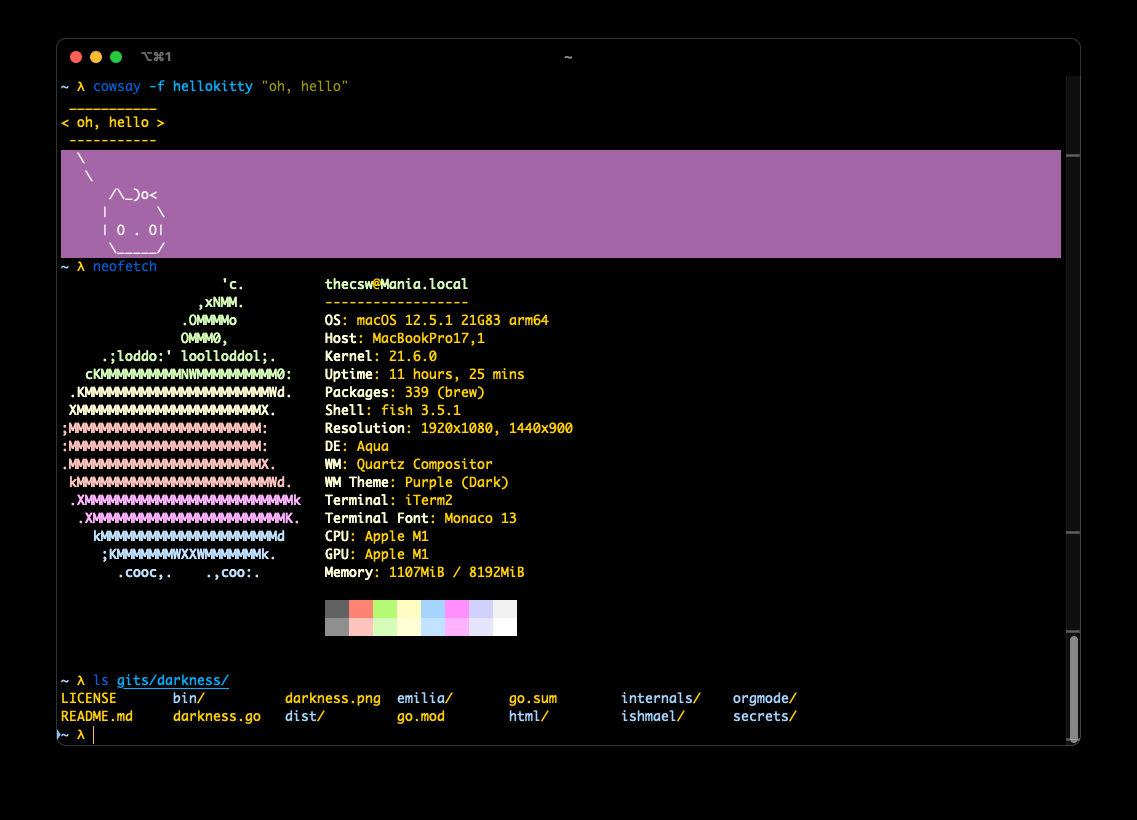 ⌥⌘1 ~
~ λ cowsay -f hellokitty "oh, hello"
 ___________
< oh, hello >
 -----------
  \
   \
      /\_)o<
     |      \
     | O . O|
      \_____/
~ λ neofetch
                    'c.          thecsw@Mania.local
                 ,xNMM.          ------------------
               .OMMMMo           OS: macOS 12.5.1 21G83 arm64
               OMMM0,            Host: MacBookPro17,1
     .;loddo:' loolloddol;.      Kernel: 21.6.0
   cKMMMMMMMMMMNWMMMMMMMMMM0:    Uptime: 11 hours, 25 mins
 .KMMMMMMMMMMMMMMMMMMMMMMMWd.    Packages: 339 (brew)
 XMMMMMMMMMMMMMMMMMMMMMMMX.      Shell: fish 3.5.1
;MMMMMMMMMMMMMMMMMMMMMMMM:       Resolution: 1920x1080, 1440x900
:MMMMMMMMMMMMMMMMMMMMMMMM:       DE: Aqua
.MMMMMMMMMMMMMMMMMMMMMMMMX.      WM: Quartz Compositor
 kMMMMMMMMMMMMMMMMMMMMMMMMWd.    WM Theme: Purple (Dark)
 .XMMMMMMMMMMMMMMMMMMMMMMMMMMk   Terminal: iTerm2
  .XMMMMMMMMMMMMMMMMMMMMMMMMK.   Terminal Font: Monaco 13
    kMMMMMMMMMMMMMMMMMMMMMMd     CPU: Apple M1
     ;KMMMMMMMWXXWMMMMMMMk.      GPU: Apple M1
       .cooc,.    .,coo:.        Memory: 1107MiB / 8192MiB
~ λ ls gits/darkness/
LICENSE       bin/          darkness.png  emilia/       go.sum        internals/    orgmode/
README.md     darkness.go   dist/         go.mod        html/         ishmael/      secrets/
~ λ